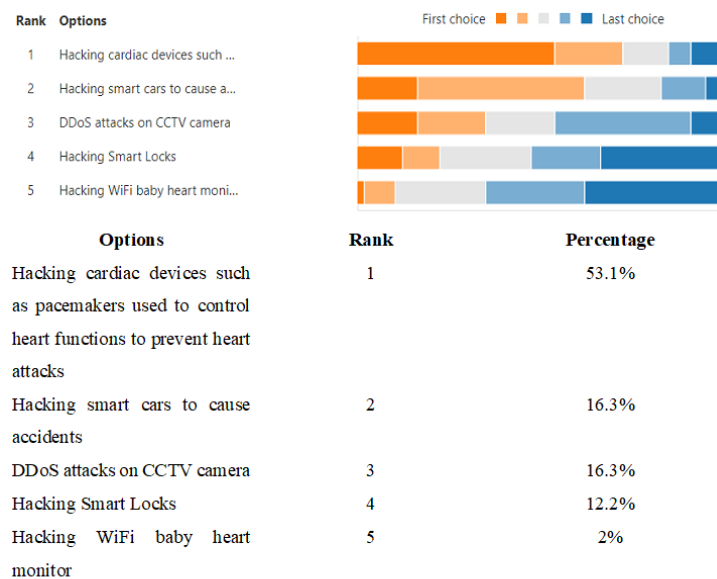 Rank Options First choice Last choice
1 Hacking cardiac devices such ...
2 Hacking smart cars to cause a...
3 DDoS attacks on CCTV camera
4 Hacking Smart Locks
5 Hacking WiFi baby heart moni...
Options Rank Percentage
Hacking cardiac devices such 1 53.1%
as pacemakers used to control
heart functions to prevent heart
attacks
Hacking smart cars to cause 2 16.3%
accidents
DDoS attacks on CCTV camera 3 16.3%
Hacking Smart Locks 4 12.2%
Hacking WiFi baby heart 5 2%
monitor